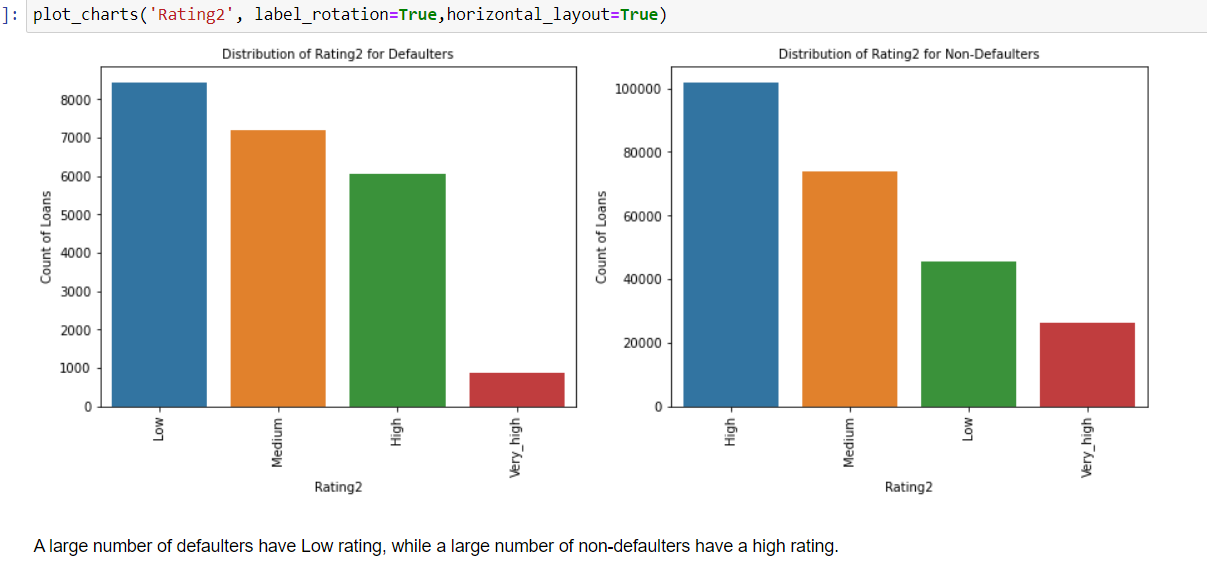 ]: plot_charts('Rating2', label_rotation=True,horizontal_layout=True)
Distribution of Rating2 for Defaulters
Count of Loans
8000
7000
6000
5000
4000
3000
2000
1000
0
Low
Medium
High
Very_high
Rating2
Distribution of Rating2 for Non-Defaulters
Count of Loans
100000
80000
60000
40000
20000
0
High
Medium
Low
Very_high
Rating2
A large number of defaulters have Low rating, while a large number of non-defaulters have a high rating.